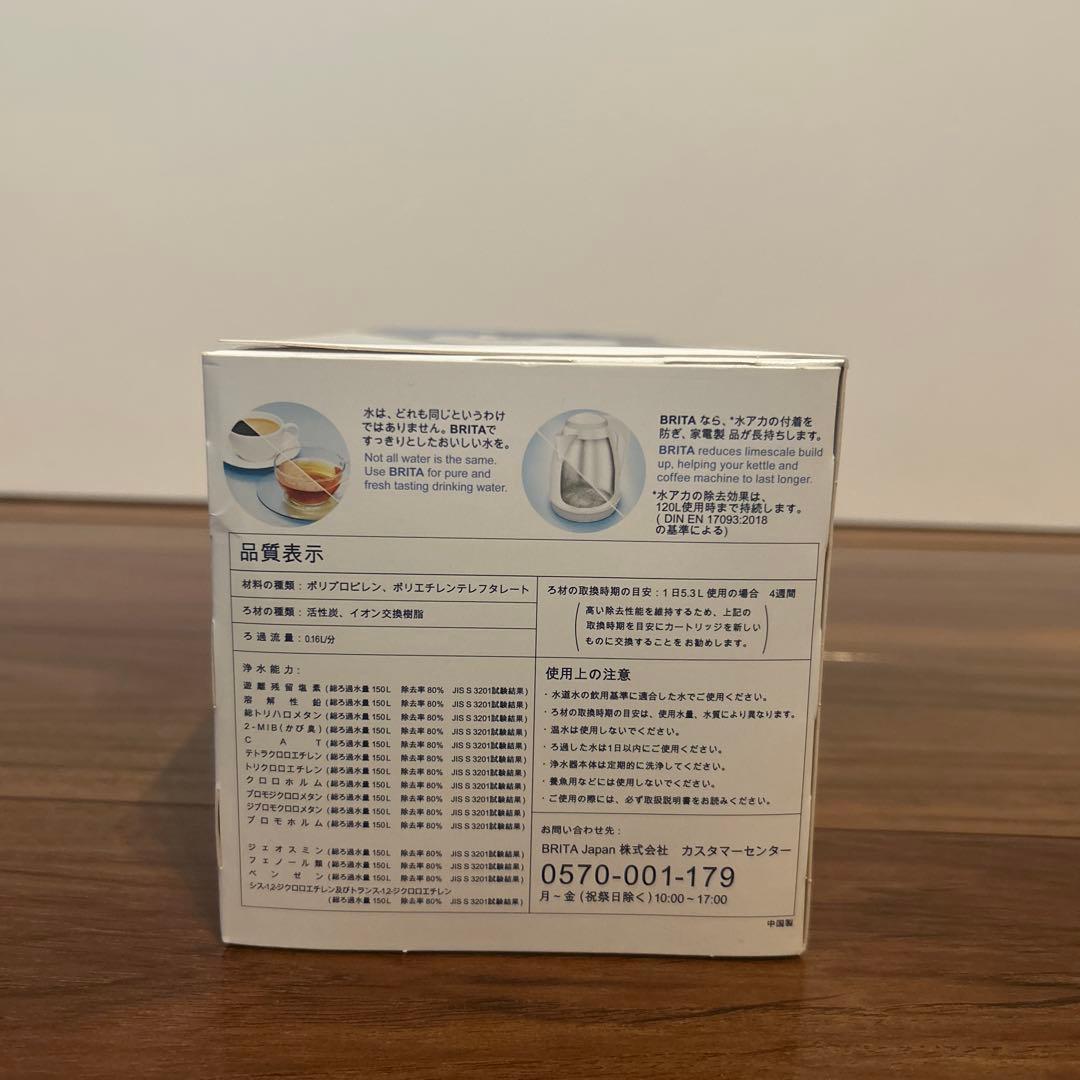 水は、どれも同じというわけ
ではありません。BRITAで
すっきりとしたおいしい水を。
Not all water is the same.
Use BRITA for pure and
fresh tasting drinking water.
BRITA なら、*水アカの付着を
防ぎ、家電製 品が長持ちします。
BRITA reduces limescale build
up, helping your kettle and
coffee machine to last longer.
*水アカの除去効果は、
120L使用時まで持続します。
( DIN EN 17093:2018
の基準による)
品質表示
材料の種類：ポリプロピレン、ポリエチレンテレフタレート
ろ材の種類：活性炭、イオン交換樹脂
ろ過流量：0.16L/分
浄水能力：
遊離残留塩素 (総ろ過水量 150L 除去率 80% JIS S 3201試験結果)
溶解性鉛 (総ろ過水量 150L 除去率 80% JIS S 3201試験結果)
総トリハロメタン (総ろ過水量 150L 除去率 80% JIS S 3201試験結果)
2-MIB(かび臭) (総ろ過水量 150L 除去率 80% JIS S 3201試験結果)
CAT (総ろ過水量 150L 除去率 80% JIS S 3201試験結果)
テトラクロロエチレン (総ろ過水量 150L 除去率 80% JIS S 3201試験結果)
トリクロロエチレン (総ろ過水量 150L 除去率 80% JIS S 3201試験結果)
クロロホルム (総ろ過水量 150L 除去率 80% JIS S 3201試験結果)
ブロモジクロロメタン (総ろ過水量 150L 除去率 80% JIS S 3201試験結果)
ジブロモクロロメタン (総ろ過水量 150L 除去率 80% JIS S 3201試験結果)
ブロモホルム (総ろ過水量 150L 除去率 80% JIS S 3201試験結果)
ジェオスミン (総ろ過水量 150L 除去率 80% JIS S 3201試験結果)
フェノール類 (総ろ過水量 150L 除去率 80% JIS S 3201試験結果)
ベンゼン (総ろ過水量 150L 除去率 80% JIS S 3201試験結果)
シス-1,2-ジクロロエチレン及びトランス-1,2-ジクロロエチレン
(総ろ過水量 150L 除去率 80% JIS S 3201試験結果)
ろ材の取換時期の目安：1日5.3L 使用の場合 4週間
(高い除去性能を維持するため、上記の
取換時期を目安にカートリッジを新しい
ものに交換することをお勧めします。)
使用上の注意
・水道水の飲用基準に適合した水でご使用ください。
・ろ材の取換時期の目安は、使用水量、水質により異なります。
・温水は使用しないでください。
・ろ過した水は1日以内にご使用ください。
・浄水器本体は定期的に洗浄してください。
・養魚用などには使用しないでください。
・ご使用の際には、必ず取扱説明書をお読みください。
お問い合わせ先：
BRITA Japan 株式会社 カスタマーセンター
0570-001-179
月～金 (祝祭日除く) 10:00～17:00
中国製